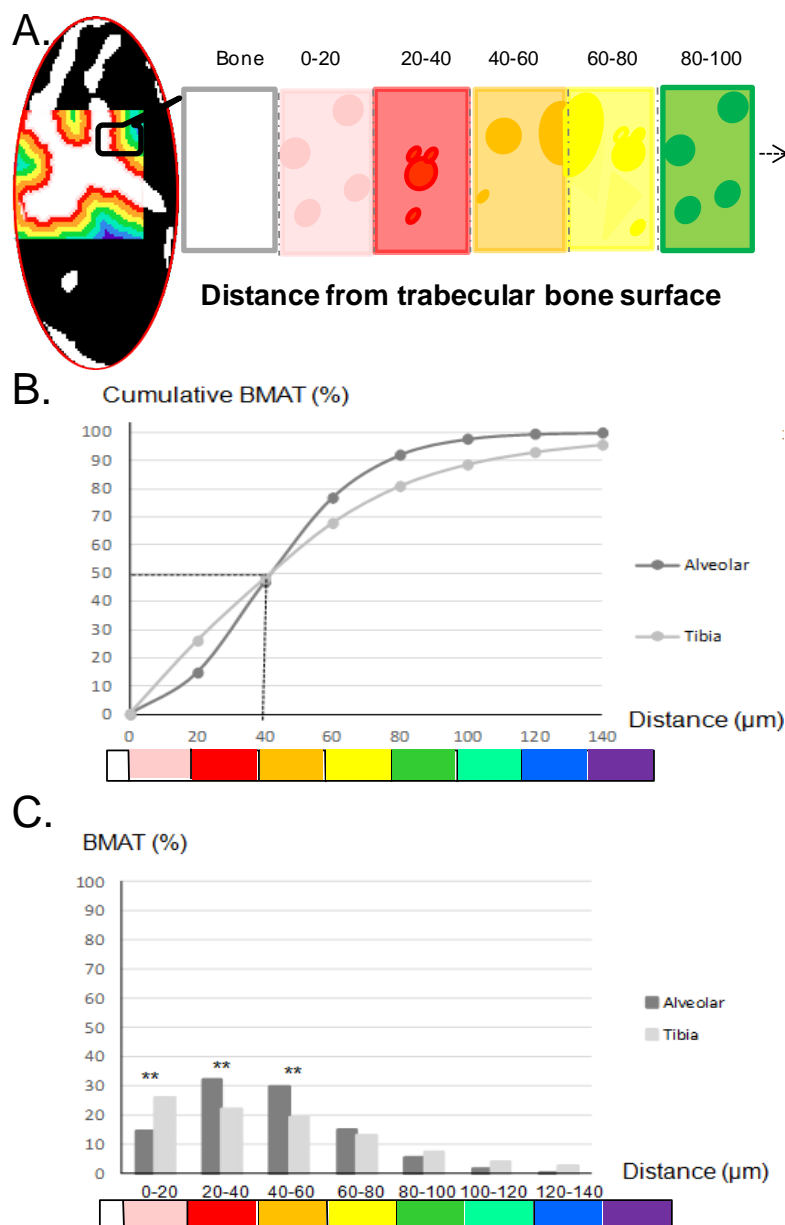 A.
Bone 0-20 20-40 40-60 60-80 80-100
Distance from trabecular bone surface
B.
Cumulative BMAT (%)
100
90
80
70
60
50
40
30
20
10
0
0 20 40 60 80 100 120 140
Distance (µm)
Alveolar
Tibia
C.
BMAT (%)
100
90
80
70
60
50
40
30
20
10
0
** ** **
0-20 20-40 40-60 60-80 80-100 100-120 120-140
Distance (µm)
Alveolar
Tibia